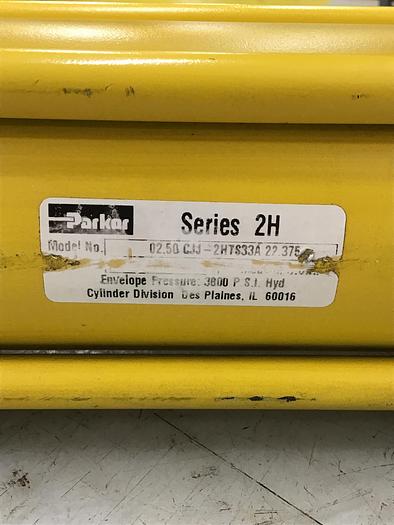 Parker
Series 2H
Model No. 02.50 CJJ-2HTS33A 22.375
Envelope Pressure: 3000 P.S.I. Hyd
Cylinder Division Des Plaines, IL 60016